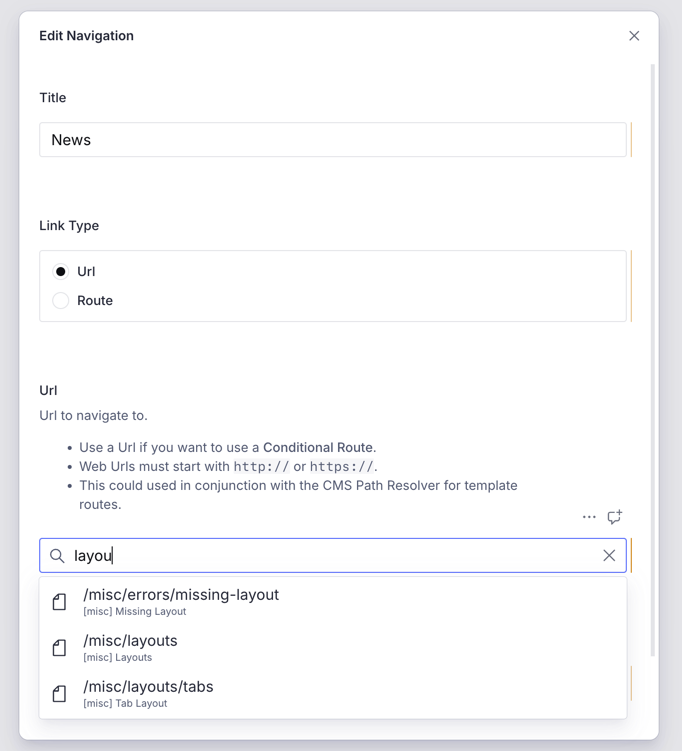 Edit Navigation
Title
News
Link Type
Url
Route
Url
Url to navigate to.
• Use a Url if you want to use a Conditional Route.
• Web Urls must start with http:// or https://.
• This could used in conjunction with the CMS Path Resolver for template
routes.
layou
/misc/errors/missing-layout
[misc] Missing Layout
/misc/layouts
[misc] Layouts
/misc/layouts/tabs
[misc] Tab Layout